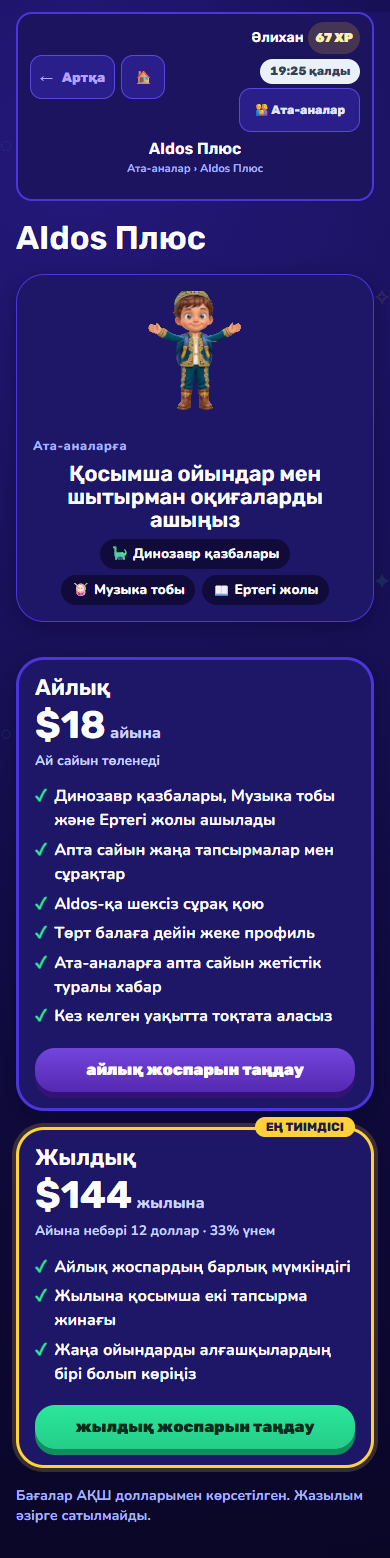 Әлихан 67 XP
← Артқа
19:25 қалды
Ата-аналар
AIdos Плюс
Ата-аналар › AIdos Плюс
AIdos Плюс
Ата-аналарға
Қосымша ойындар мен
шытырман оқиғаларды
ашыңыз
Динозавр қазбалары
Музыка тобы
Ертегі жолы
Айлық
$18 айына
Ай сайын төленеді
✓ Динозавр қазбалары, Музыка тобы
және Ертегі жолы ашылады
✓ Апта сайын жаңа тапсырмалар мен
сұрақтар
✓ AIdos-қа шексіз сұрақ қою
✓ Төрт балаға дейін жеке профиль
✓ Ата-аналарға апта сайын жетістік
туралы хабар
✓ Кез келген уақытта тоқтата аласыз
айлық жоспарын таңдау
ЕҢ ТИІМДІСІ
Жылдық
$144 жылына
Айына небәрі 12 доллар · 33% үнем
✓ Айлық жоспардың барлық мүмкіндігі
✓ Жылына қосымша екі тапсырма
жинағы
✓ Жаңа ойындарды алғашқылардың
бірі болып көріңіз
жылдық жоспарын таңдау
Бағалар АҚШ долларымен көрсетілген. Жазылым
әзірге сатылмайды.